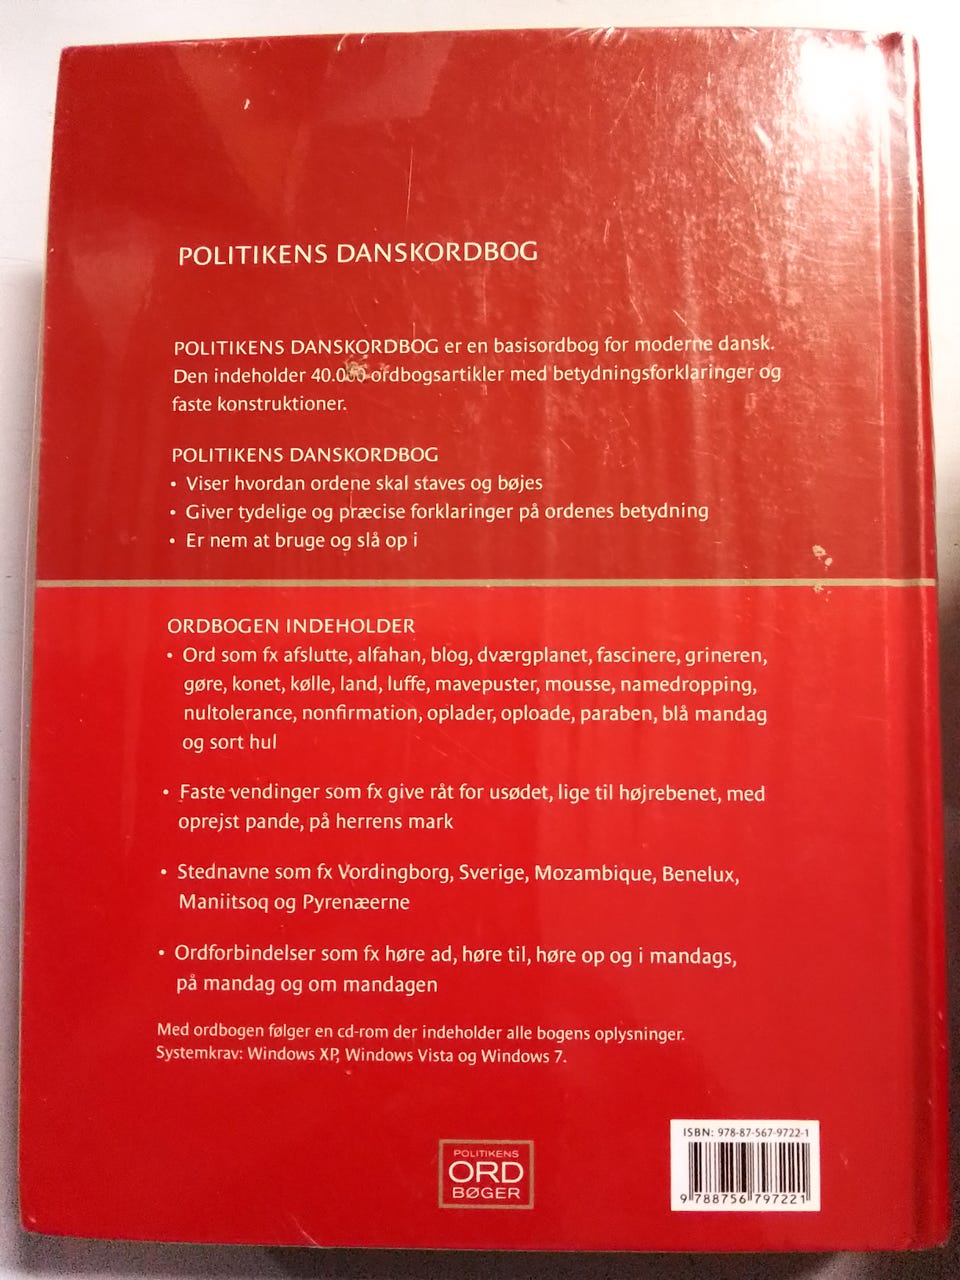 POLITIKENS DANSKORDBOG
POLITIKENS DANSKORDBOG er en basisordbog for moderne dansk.
Den indeholder 40.000 ordbogsartikler med betydningsforklaringer og
faste konstruktioner.
POLITIKENS DANSKORDBOG
• Viser hvordan ordene skal staves og bøjes
• Giver tydelige og præcise forklaringer på ordenes betydning
• Er nem at bruge og slå op i
ORDBOGEN INDEHOLDER
• Ord som fx afslutte, alfahan, blog, dværgplanet, fascinere, grineren,
gøre, konet, kølle, land, luffe, mavepuster, mousse, namedropping,
nultolerance, nonfirmation, oplader, oploade, paraben, blå mandag
og sort hul
• Faste vendinger som fx give råt for usødet, lige til højrebenet, med
oprejst pande, på herrens mark
• Stednavne som fx Vordingborg, Sverige, Mozambique, Benelux,
Maniitsoq og Pyrenæerne
• Ordforbindelser som fx høre ad, høre til, høre op og i mandags,
på mandag og om mandagen
Med ordbogen følger en cd-rom der indeholder alle bogens oplysninger.
Systemkrav: Windows XP, Windows Vista og Windows 7.
POLITIKENS
ORD
BØGER
ISBN: 978-87-567-9722-1
9 788756 797221